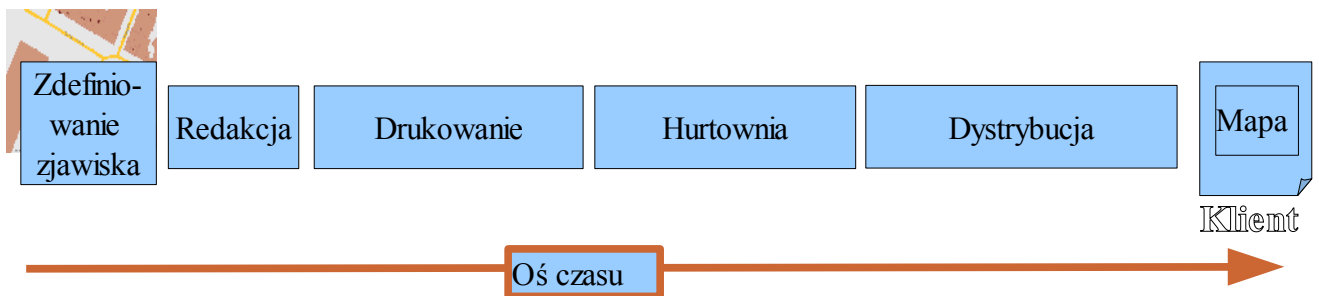 Zdefinio-
wanie
zjawiska
Redakcja
Drukowanie
Hurtownia
Dystrybucja
Mapa
Klient
Oś czasu